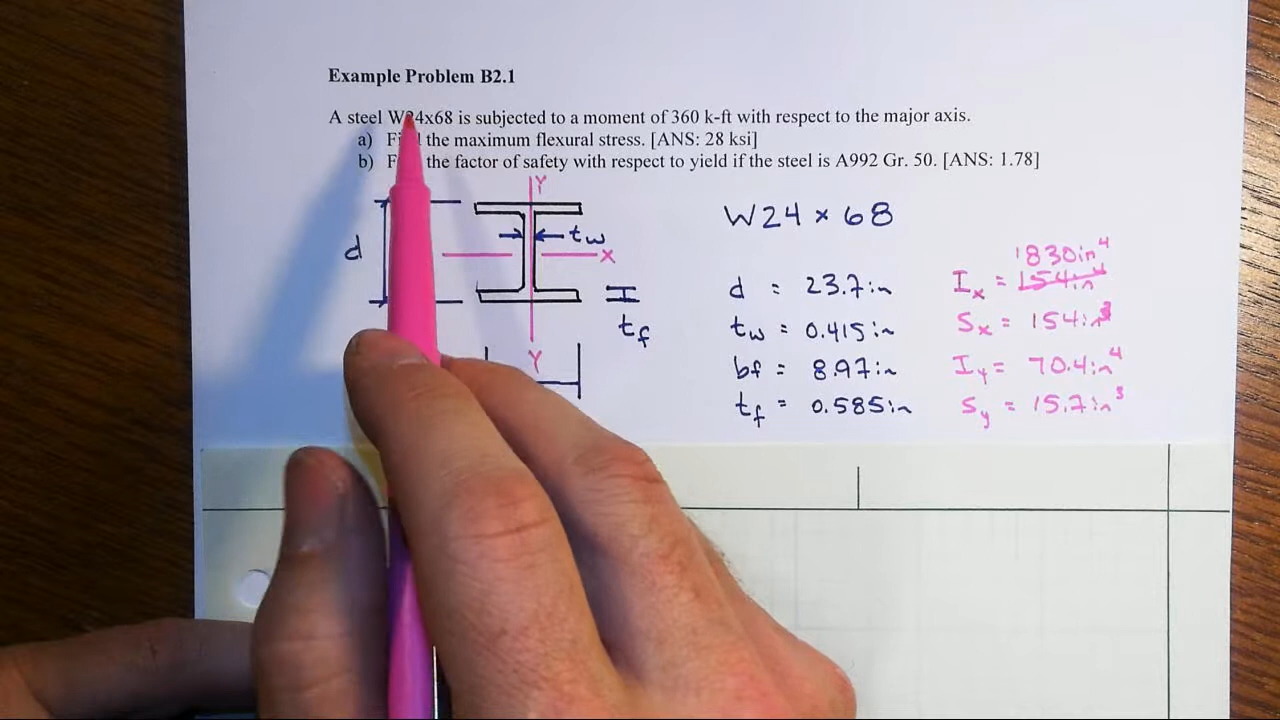 Example Problem B2.1
A steel W24x68 is subjected to a moment of 360 k-ft with respect to the major axis.
a) the maximum flexural stress. [ANS: 28 ksi]
b) the factor of safety with respect to yield if the steel is A992 Gr. 50. [ANS: 1.78]
Y
W24 x 68
d
tw
X
1830in⁴
d = 23.7in
Ix = 154in⁴
tf
tw = 0.415in
Sx = 154in³
Y
bf = 8.97in
Iy = 70.4in⁴
tf = 0.585in
Sy = 15.7in³